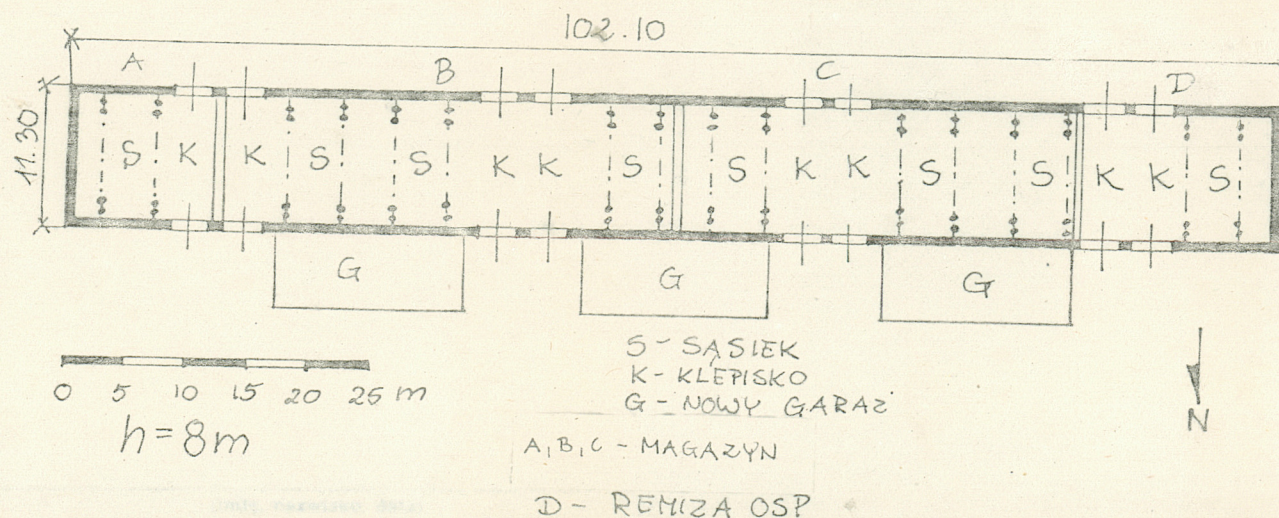 102.10
A B C D
11.30
S K K S S K K S S K K S S K K S
G G G
0 5 10 15 20 25 m
h = 8m
S - SĄSIEK
K - KLEPISKO
G - NOWY GARAŻ
A, B, C - MAGAZYN
D - REMIZA OSP
N